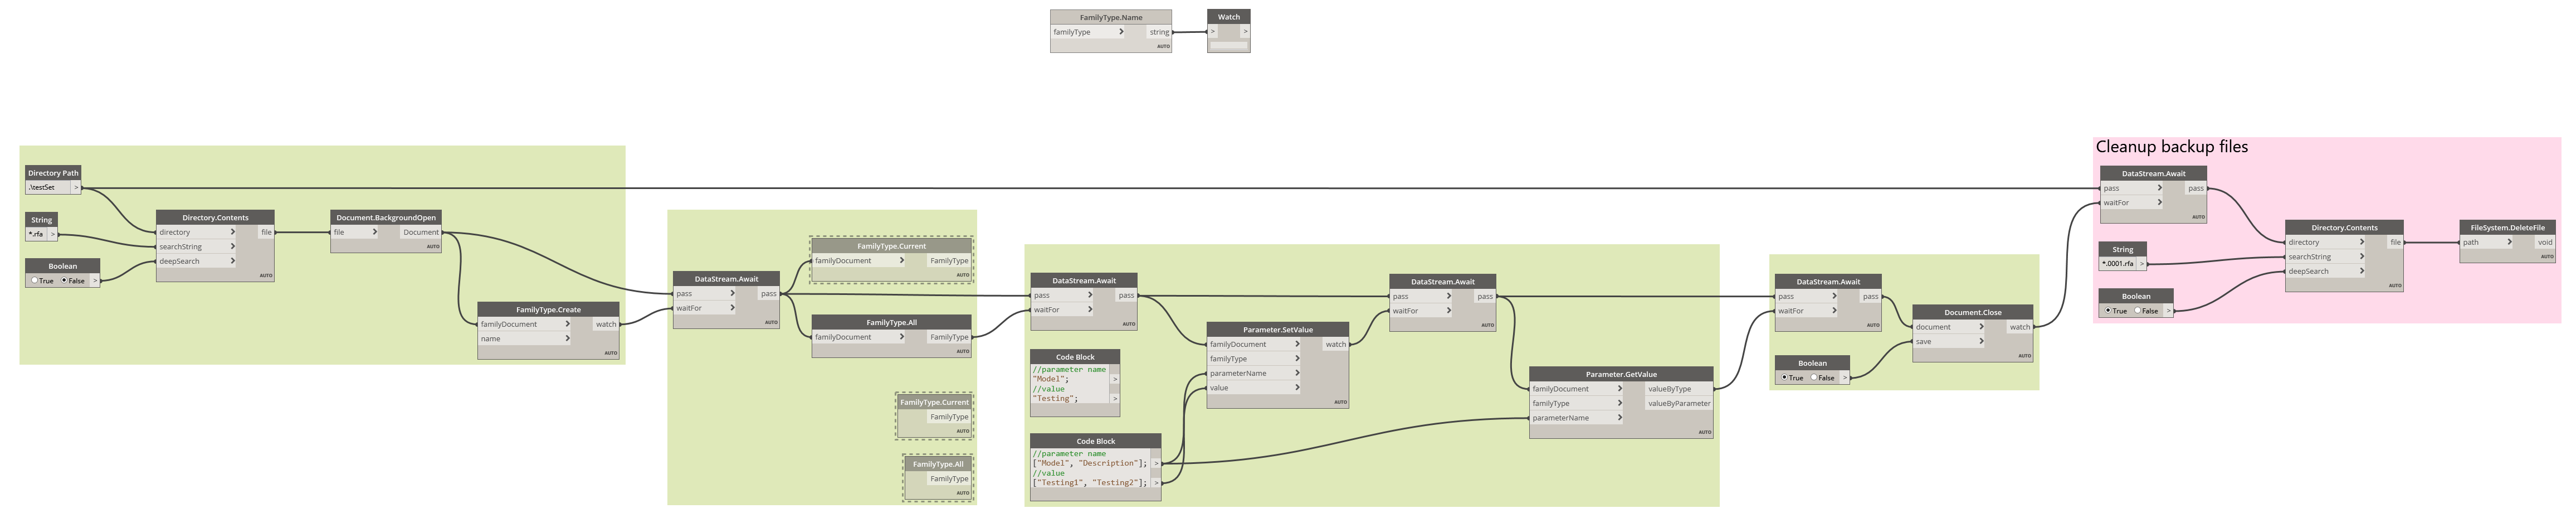 FamilyType.Name
familyType > string
AUTO
Watch
> >
Directory Path
.\testSet >
String
*.rfa >
Boolean
True False >
Directory.Contents
directory > file
searchString >
deepSearch >
AUTO
Document.BackgroundOpen
file > Document
AUTO
FamilyType.Create
familyDocument > watch
name >
AUTO
DataStream.Await
pass > pass
waitFor >
AUTO
FamilyType.Current
familyDocument > FamilyType
AUTO
FamilyType.All
familyDocument > FamilyType
AUTO
FamilyType.Current
FamilyType
AUTO
FamilyType.All
FamilyType
AUTO
DataStream.Await
pass > pass
waitFor >
AUTO
Code Block
//parameter name
"Model"; >
//value
"Testing"; >
Code Block
//parameter name
["Model", "Description"]; >
//value
["Testing1", "Testing2"]; >
Parameter.SetValue
familyDocument > watch
familyType >
parameterName >
value >
AUTO
DataStream.Await
pass > pass
waitFor >
AUTO
Parameter.GetValue
familyDocument > valueByType
familyType > valueByParameter
parameterName >
AUTO
DataStream.Await
pass > pass
waitFor >
AUTO
Boolean
True False >
Document.Close
document > watch
save >
AUTO
Cleanup backup files
DataStream.Await
pass > pass
waitFor >
AUTO
String
*.0001.rfa >
Boolean
True False >
Directory.Contents
directory > file
searchString >
deepSearch >
AUTO
FileSystem.DeleteFile
path > void
AUTO